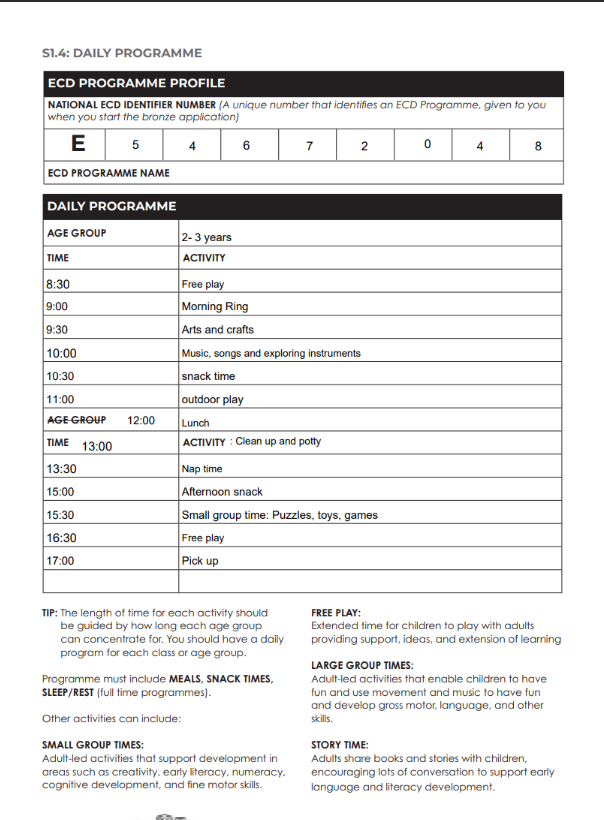 S1.4: DAILY PROGRAMME
ECD PROGRAMME PROFILE
NATIONAL ECD IDENTIFIER NUMBER (A unique number that identifies an ECD Programme, given to you
when you start the bronze application)
E 5 4 6 7 2 0 4 8
ECD PROGRAMME NAME
DAILY PROGRAMME
AGE GROUP 2- 3 years
TIME ACTIVITY
8:30 Free play
9:00 Morning Ring
9:30 Arts and crafts
10:00 Music, songs and exploring instruments
10:30 snack time
11:00 outdoor play
AGE GROUP 12:00 Lunch
TIME 13:00 ACTIVITY : Clean up and potty
13:30 Nap time
15:00 Afternoon snack
15:30 Small group time: Puzzles, toys, games
16:30 Free play
17:00 Pick up
TIP: The length of time for each activity should
be guided by how long each age group
can concentrate for. You should have a daily
program for each class or age group.
Programme must include MEALS, SNACK TIMES,
SLEEP/REST (full time programmes).
Other activities can include:
SMALL GROUP TIMES:
Adult-led activities that support development in
areas such as creativity, early literacy, numeracy,
cognitive development, and fine motor skills.
FREE PLAY:
Extended time for children to play with adults
providing support, ideas, and extension of learning
LARGE GROUP TIMES:
Adult-led activities that enable children to have
fun and use movement and music to have fun
and develop gross motor, language, and other
skills.
STORY TIME:
Adults share books and stories with children,
encouraging lots of conversation to support early
language and literacy development.